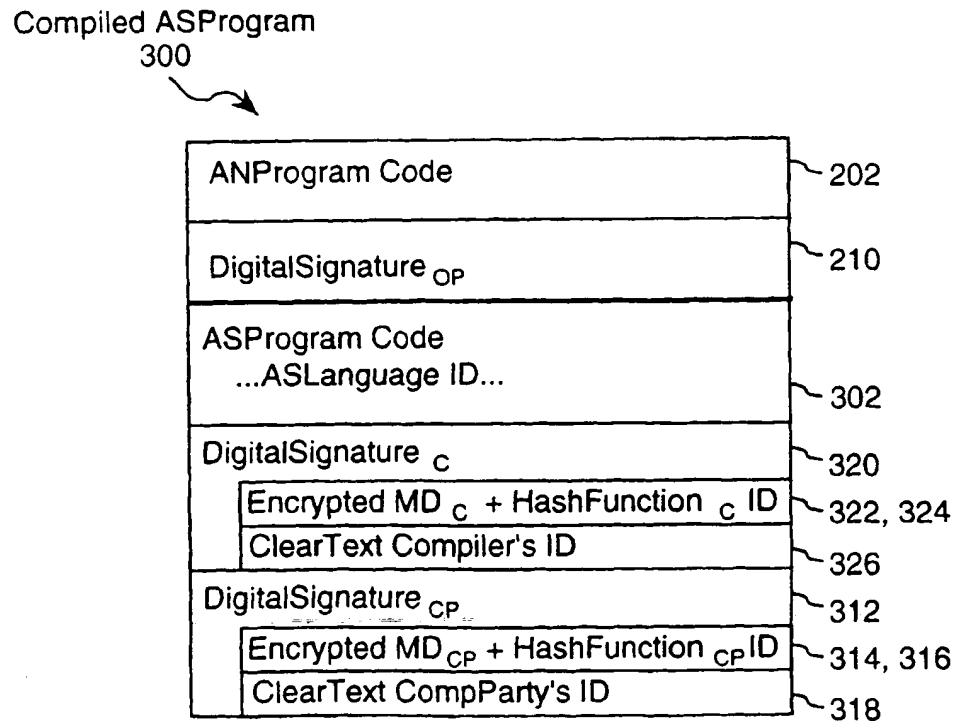 Compiled ASProgram
300
ANProgram Code 202
DigitalSignature OP 210
ASProgram Code
...ASLanguage ID...
302
DigitalSignature C 320
Encrypted MD C + HashFunction C ID 322, 324
ClearText Compiler's ID 326
DigitalSignature CP 312
Encrypted MD CP + HashFunction CP ID 314, 316
ClearText CompParty's ID 318